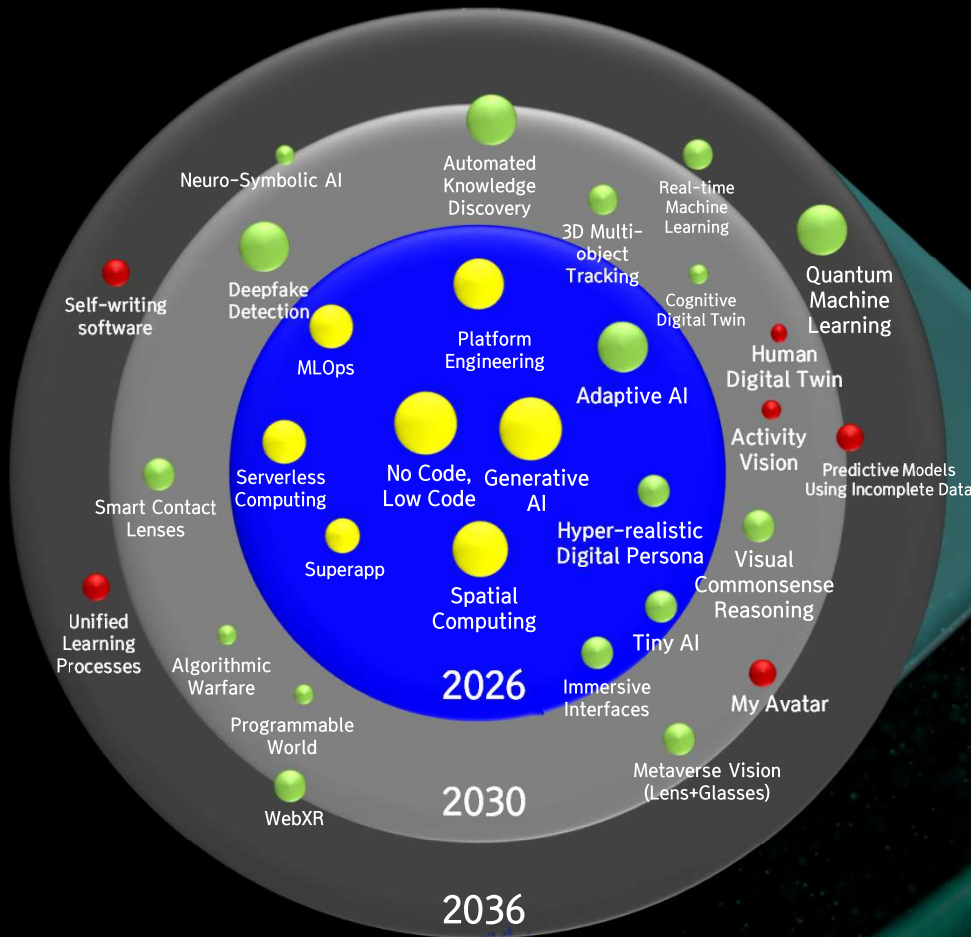 Automated
Knowledge
Discovery
Neuro-Symbolic AI
Real-time
Machine
Learning
3D Multi-
object
Tracking
Quantum
Machine
Learning
Self-writing
software
Deepfake
Detection
Cognitive
Digital Twin
MLOps
Platform
Engineering
Human
Digital Twin
Adaptive AI
Activity
Vision
Predictive Models
Using Incomplete Data
Serverless
Computing
No Code,
Low Code
Generative
AI
Smart Contact
Lenses
Hyper-realistic
Digital Persona
Superapp
Visual
Commonsense
Reasoning
Spatial
Computing
Unified
Learning
Processes
Tiny AI
Algorithmic
Warfare
2026
Immersive
Interfaces
My Avatar
Programmable
World
Metaverse Vision
(Lens+Glasses)
WebXR
2030
2036